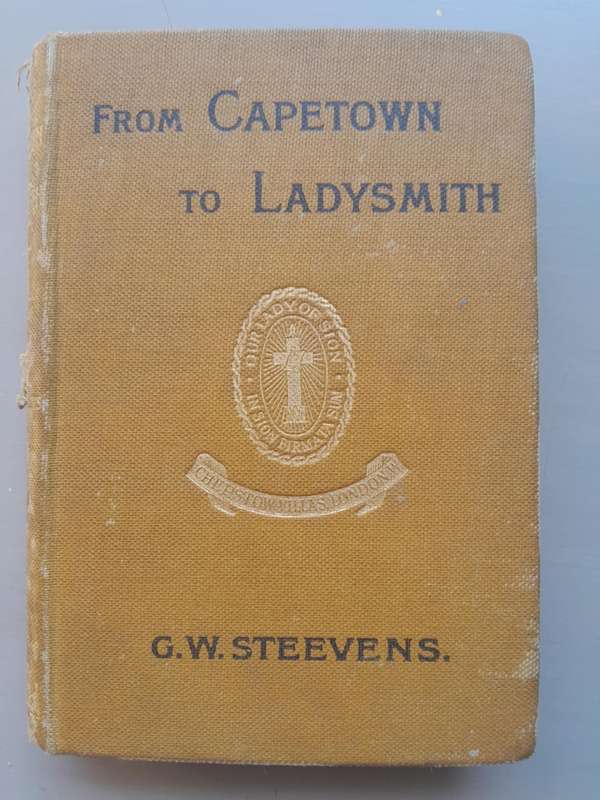 FROM CAPETOWN
TO LADYSMITH
OUR LADY OF SION
IN SION FIRMATA SUM
CHEPSTOW VILLAS LONDON W
G.W. STEEVENS.